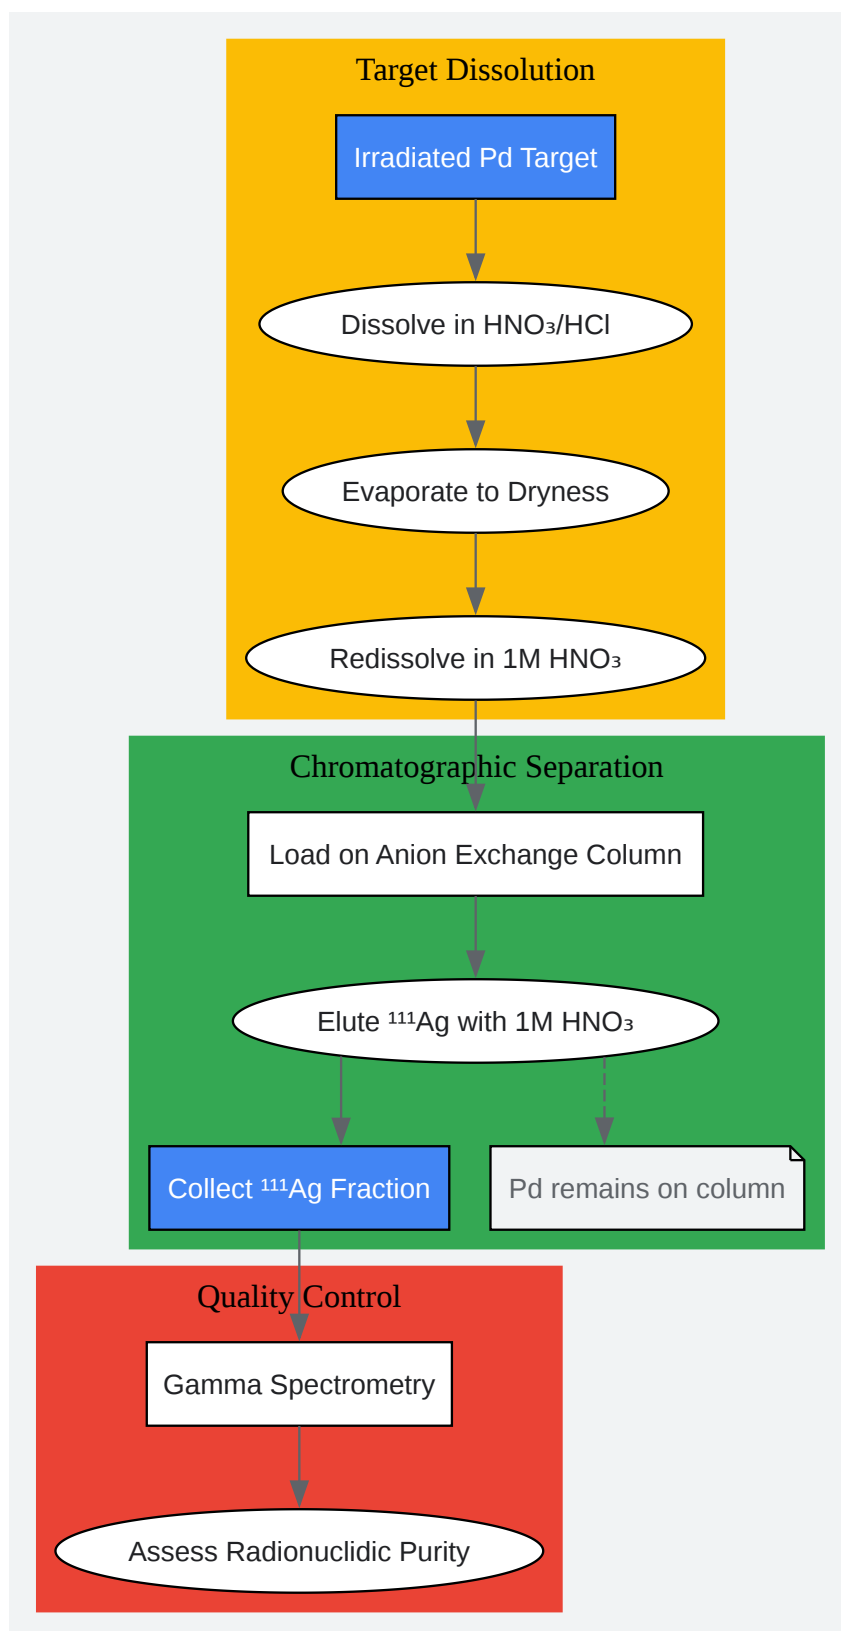 Target Dissolution
Irradiated Pd Target
Dissolve in HNO₃/HCl
Evaporate to Dryness
Redissolve in 1M HNO₃
Chromatographic Separation
Load on Anion Exchange Column
Elute ¹¹¹Ag with 1M HNO₃
Collect ¹¹¹Ag Fraction
Pd remains on column
Quality Control
Gamma Spectrometry
Assess Radionuclidic Purity